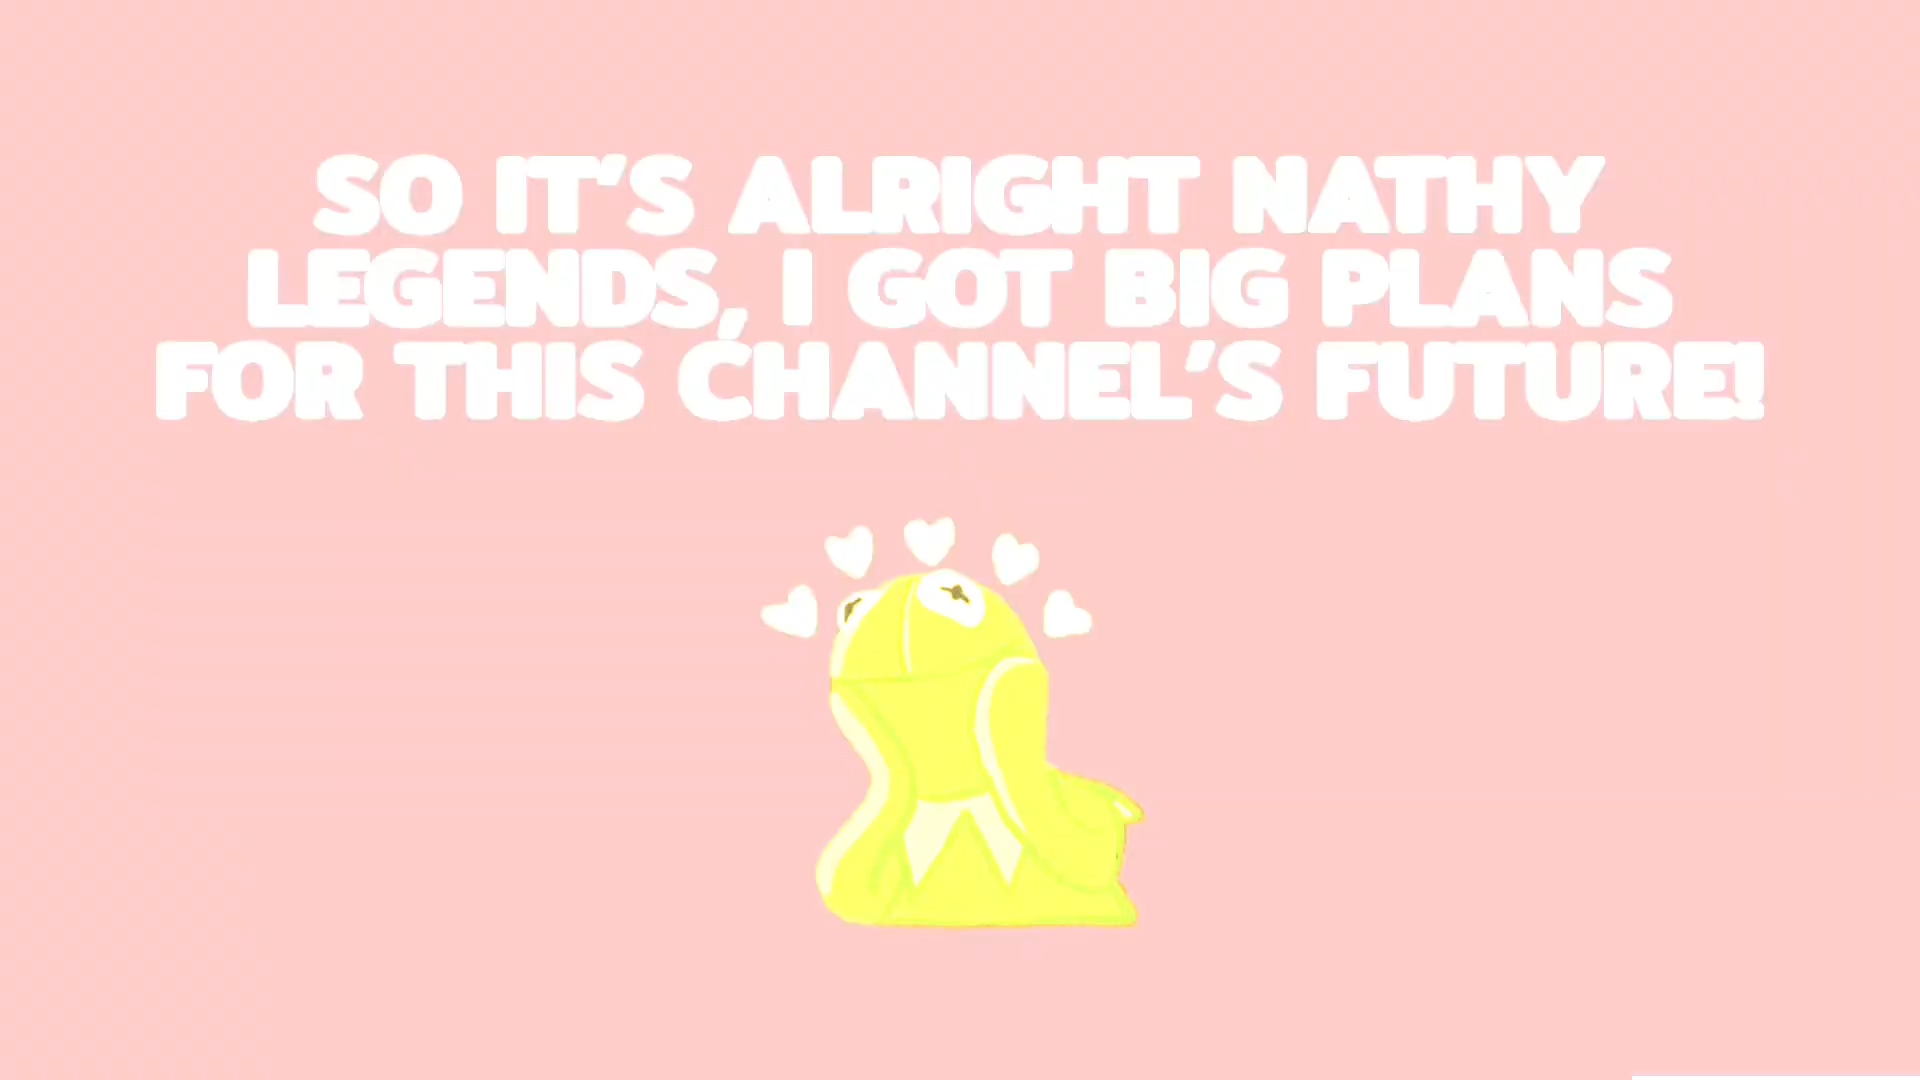 SO IT'S ALRIGHT NATHY
LEGENDS, I GOT BIG PLANS
FOR THIS CHANNEL'S FUTURE!